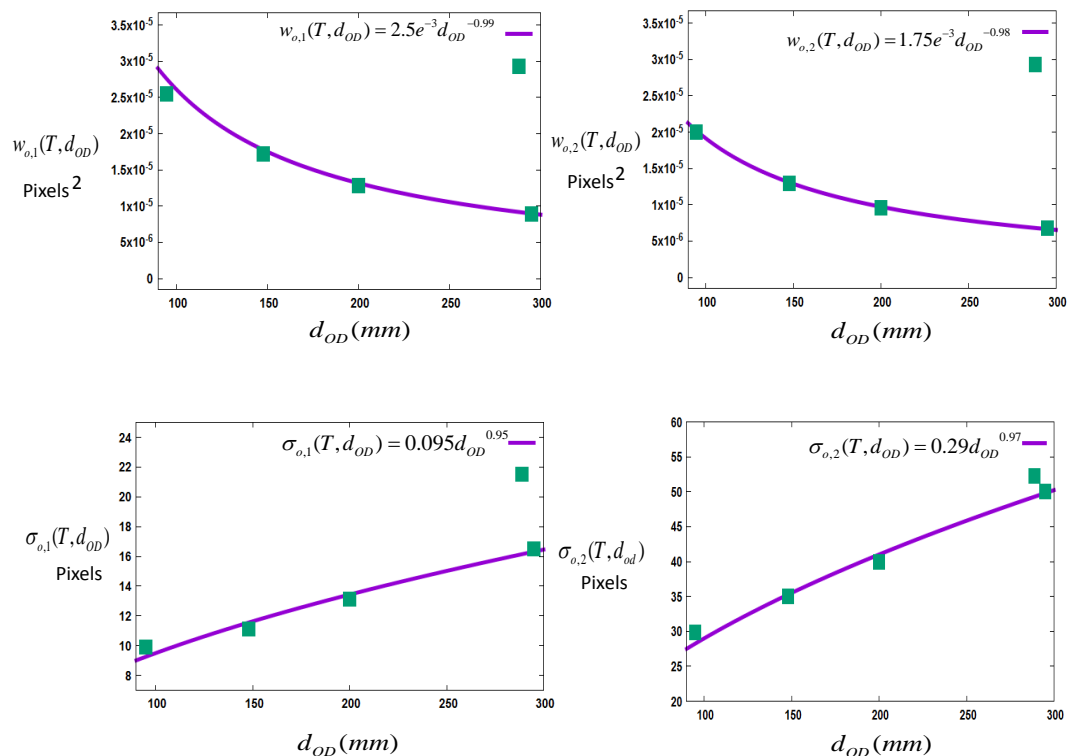 3.5x10⁻⁵
3x10⁻⁵
2.5x10⁻⁵
2x10⁻⁵
1.5x10⁻⁵
1x10⁻⁵
5x10⁻⁶
0
w_{o,1}(T,d_{OD}) = 2.5e^{-3}d_{OD}^{-0.99}
w_{o,1}(T,d_{OD})
Pixels²
100 150 200 250 300
d_{OD}(mm)
3.5x10⁻⁵
3x10⁻⁵
2.5x10⁻⁵
2x10⁻⁵
1.5x10⁻⁵
1x10⁻⁵
5x10⁻⁶
0
w_{o,2}(T,d_{OD}) = 1.75e^{-3}d_{OD}^{-0.98}
w_{o,2}(T,d_{OD})
Pixels²
100 150 200 250 300
d_{OD}(mm)
24
22
20
18
16
14
12
10
8
σ_{o,1}(T,d_{OD}) = 0.095d_{OD}^{0.95}
σ_{o,1}(T,d_{OD})
Pixels
100 150 200 250 300
d_{OD}(mm)
60
55
50
45
40
35
30
25
20
σ_{o,2}(T,d_{OD}) = 0.29d_{OD}^{0.97}
σ_{o,2}(T,d_{od})
Pixels
100 150 200 250 300
d_{OD}(mm)